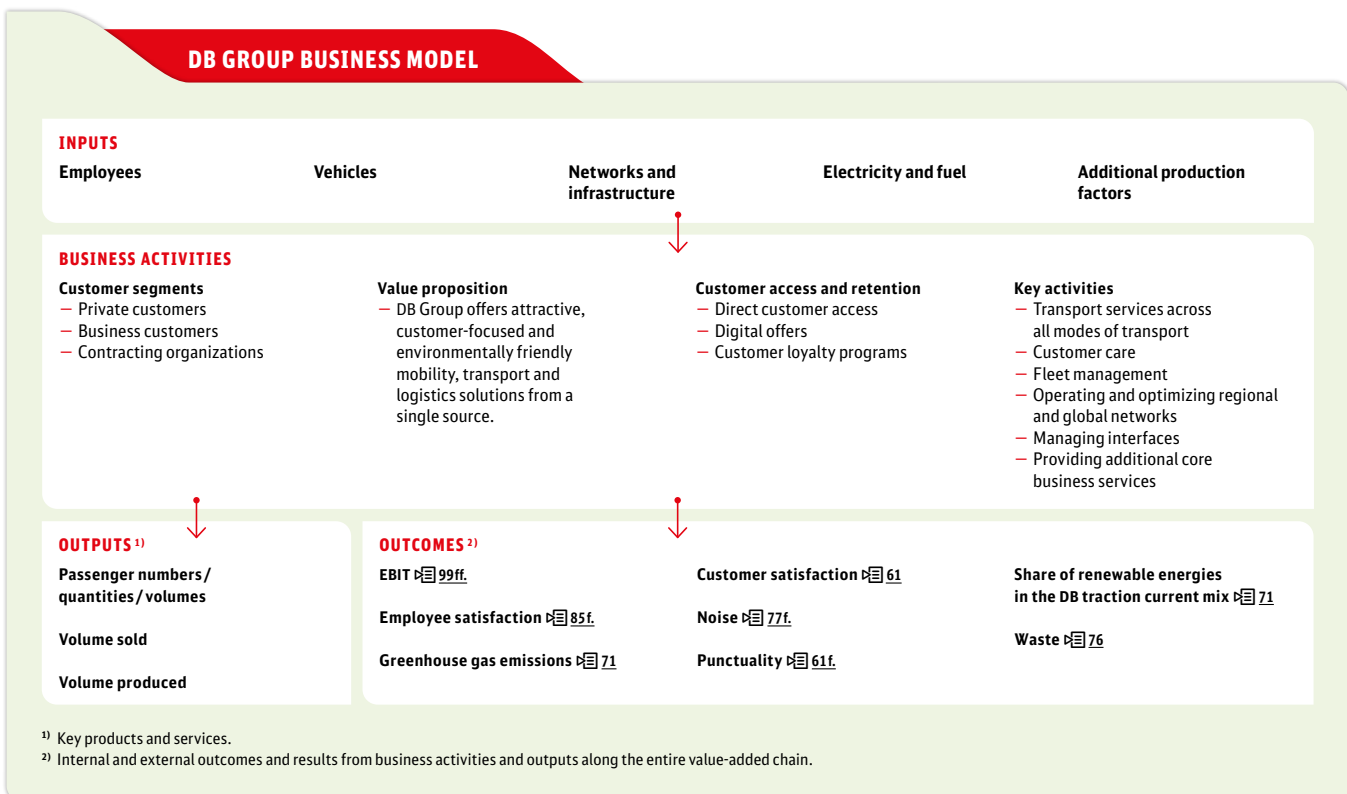 DB GROUP BUSINESS MODEL
INPUTS
Employees
Vehicles
Networks and
infrastructure
Electricity and fuel
Additional production
factors
BUSINESS ACTIVITIES
Customer segments
— Private customers
— Business customers
— Contracting organizations
Value proposition
— DB Group offers attractive,
customer-focused and
environmentally friendly
mobility, transport and
logistics solutions from a
single source.
Customer access and retention
— Direct customer access
— Digital offers
— Customer loyalty programs
Key activities
— Transport services across
all modes of transport
— Customer care
— Fleet management
— Operating and optimizing regional
and global networks
— Managing interfaces
— Providing additional core
business services
OUTPUTS 1)
Passenger numbers/
quantities/volumes
Volume sold
Volume produced
OUTCOMES 2)
EBIT 99ff.
Employee satisfaction 85f.
Greenhouse gas emissions 71
Customer satisfaction 61
Noise 77f.
Punctuality 61f.
Share of renewable energies
in the DB traction current mix 71
Waste 76
1) Key products and services.
2) Internal and external outcomes and results from business activities and outputs along the entire value-added chain.